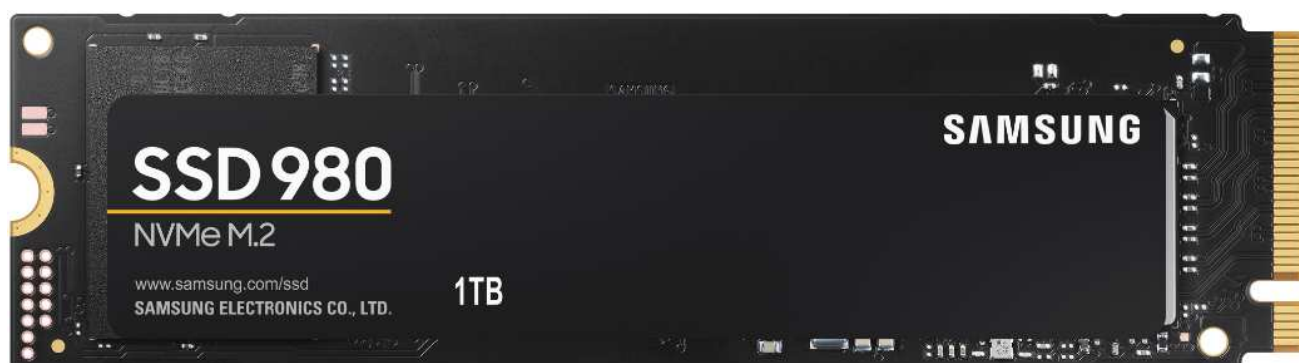 SAMSUNG
SSD 980
NVMe M.2
www.samsung.com/ssd
SAMSUNG ELECTRONICS CO., LTD.
1TB